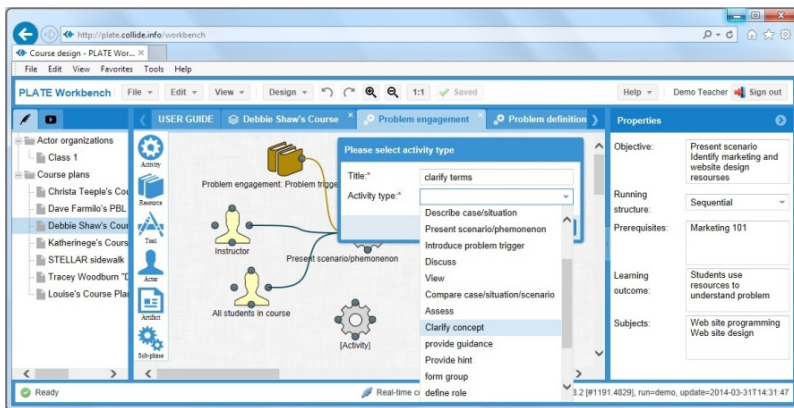 http://plate.collide.info/workbench
Course design - PLATE Wor...
File Edit View Favorites Tools Help
PLATE Workbench File Edit View Design 1:1 Saved Help Demo Teacher Sign out
USER GUIDE Debbie Shaw's Course Problem engagement Problem definition Properties
Actor organizations
Class 1
Course plans
Christa Teeple's Cou
Dave Farmilo's PBL
Debbie Shaw's Cour
Katherinege's Cours
STELLAR sidewalk
Tracey Woodburn "D
Louise's Course Plan
Activity
Resource
Tool
Actor
Artifact
Sub-phase
Problem engagement: Problem trigge
Instructor
Present scenario/phemonenon
All students in course
[Activity]
Please select activity type
Title:* clarify terms
Activity type:*
Describe case/situation
Present scenario/phemonenon
Introduce problem trigger
Discuss
View
Compare case/situation/scenario
Assess
Clarify concept
provide guidance
Provide hint
form group
define role
Objective: Present scenario
Identify marketing and
website design
resourses
Running
structure: Sequential
Prerequisites: Marketing 101
Learning
outcome: Students use
resources to
understand problem
Subjects: Web site programming
Web site design
Ready
Real-time c
3.2 [#1191.4829], run=demo, update=2014-03-31T14:31:47